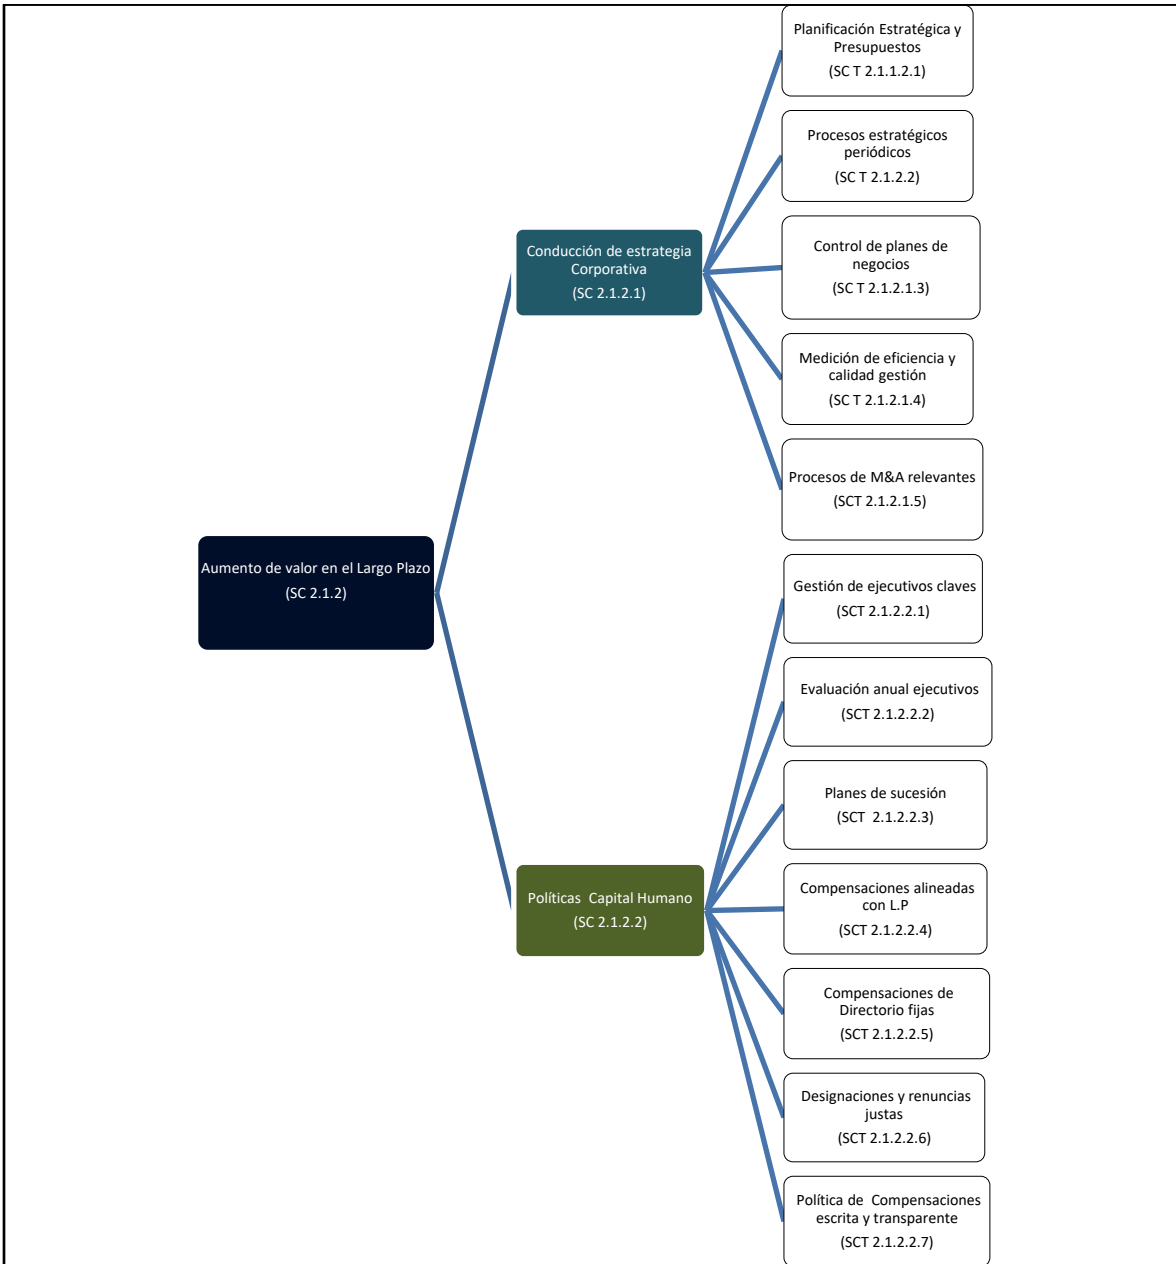 Planificación Estratégica y
Presupuestos
(SC T 2.1.1.2.1)
Procesos estratégicos
periódicos
(SC T 2.1.2.2)
Control de planes de
negocios
(SC T 2.1.2.1.3)
Medición de eficiencia y
calidad gestión
(SC T 2.1.2.1.4)
Procesos de M&A relevantes
(SCT 2.1.2.1.5)
Conducción de estrategia
Corporativa
(SC 2.1.2.1)
Aumento de valor en el Largo Plazo
(SC 2.1.2)
Políticas  Capital Humano
(SC 2.1.2.2)
Gestión de ejecutivos claves
(SCT 2.1.2.2.1)
Evaluación anual ejecutivos
(SCT 2.1.2.2.2)
Planes de sucesión
(SCT  2.1.2.2.3)
Compensaciones alineadas
con L.P
(SCT 2.1.2.2.4)
Compensaciones de
Directorio fijas
(SCT 2.1.2.2.5)
Designaciones y renuncias
justas
(SCT 2.1.2.2.6)
Política de  Compensaciones
escrita y transparente
(SCT 2.1.2.2.7)